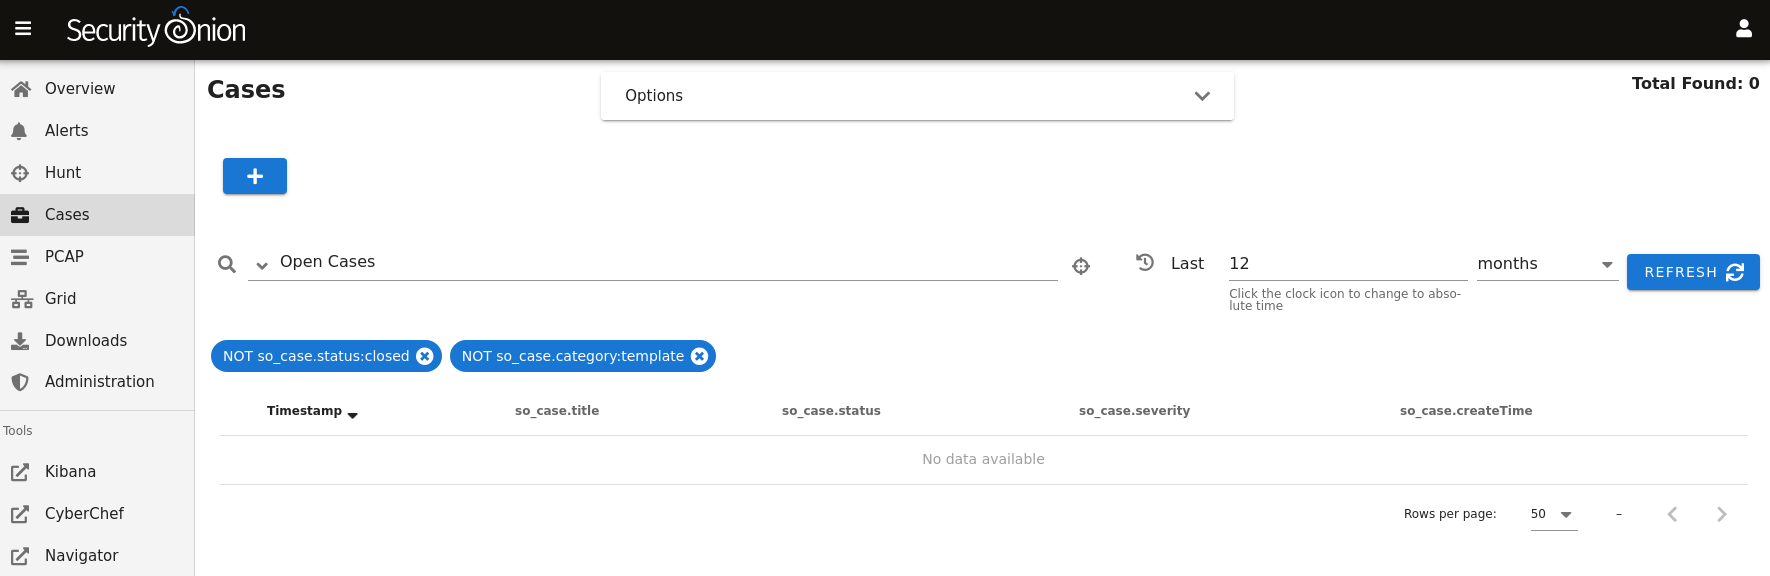 Security Onion
Overview
Alerts
Hunt
Cases
PCAP
Grid
Downloads
Administration
Tools
Kibana
CyberChef
Navigator
Cases
Options
Total Found: 0
Open Cases
Last
12
months
REFRESH
Click the clock icon to change to abso-
lute time
NOT so_case.status:closed
NOT so_case.category:template
Timestamp so_case.title so_case.status so_case.severity so_case.createTime
No data available
Rows per page: 50 –